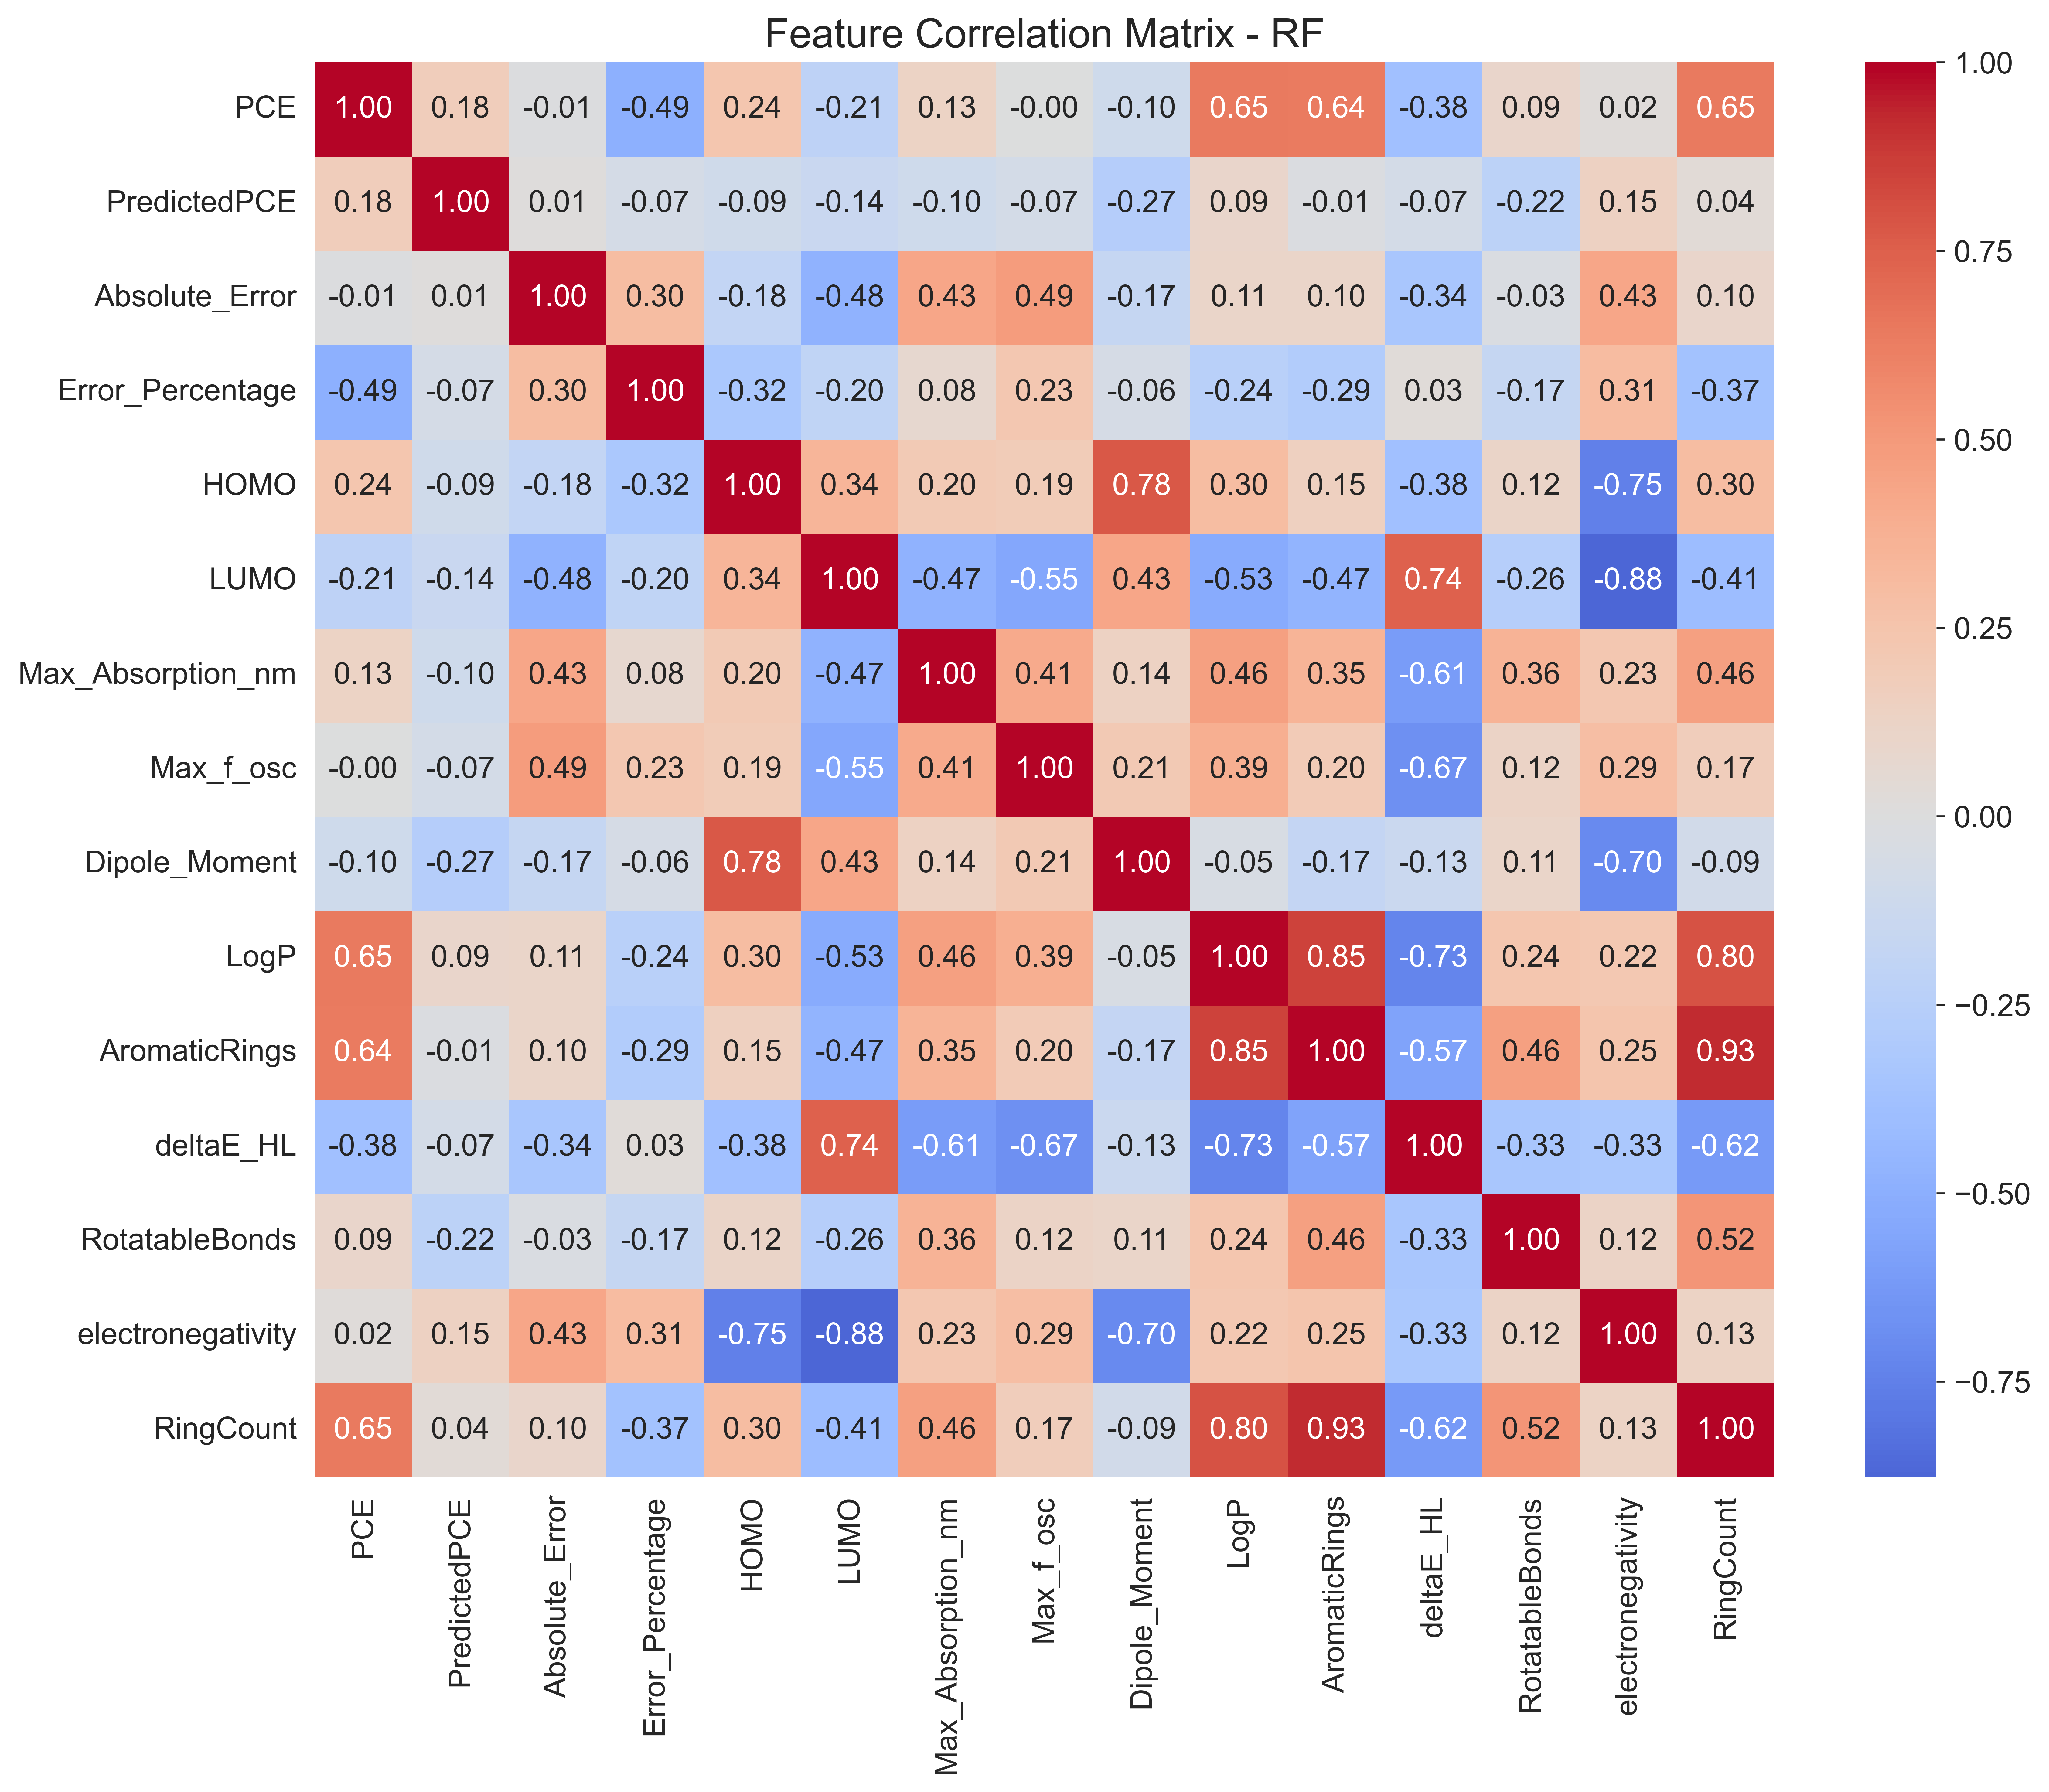 Feature Correlation Matrix - RF
PCE 1.00 0.18 -0.01 -0.49 0.24 -0.21 0.13 -0.00 -0.10 0.65 0.64 -0.38 0.09 0.02 0.65
PredictedPCE 0.18 1.00 0.01 -0.07 -0.09 -0.14 -0.10 -0.07 -0.27 0.09 -0.01 -0.07 -0.22 0.15 0.04
Absolute_Error -0.01 0.01 1.00 0.30 -0.18 -0.48 0.43 0.49 -0.17 0.11 0.10 -0.34 -0.03 0.43 0.10
Error_Percentage -0.49 -0.07 0.30 1.00 -0.32 -0.20 0.08 0.23 -0.06 -0.24 -0.29 0.03 -0.17 0.31 -0.37
HOMO 0.24 -0.09 -0.18 -0.32 1.00 0.34 0.20 0.19 0.78 0.30 0.15 -0.38 0.12 -0.75 0.30
LUMO -0.21 -0.14 -0.48 -0.20 0.34 1.00 -0.47 -0.55 0.43 -0.53 -0.47 0.74 -0.26 -0.88 -0.41
Max_Absorption_nm 0.13 -0.10 0.43 0.08 0.20 -0.47 1.00 0.41 0.14 0.46 0.35 -0.61 0.36 0.23 0.46
Max_f_osc -0.00 -0.07 0.49 0.23 0.19 -0.55 0.41 1.00 0.21 0.39 0.20 -0.67 0.12 0.29 0.17
Dipole_Moment -0.10 -0.27 -0.17 -0.06 0.78 0.43 0.14 0.21 1.00 -0.05 -0.17 -0.13 0.11 -0.70 -0.09
LogP 0.65 0.09 0.11 -0.24 0.30 -0.53 0.46 0.39 -0.05 1.00 0.85 -0.73 0.24 0.22 0.80
AromaticRings 0.64 -0.01 0.10 -0.29 0.15 -0.47 0.35 0.20 -0.17 0.85 1.00 -0.57 0.46 0.25 0.93
deltaE_HL -0.38 -0.07 -0.34 0.03 -0.38 0.74 -0.61 -0.67 -0.13 -0.73 -0.57 1.00 -0.33 -0.33 -0.62
RotatableBonds 0.09 -0.22 -0.03 -0.17 0.12 -0.26 0.36 0.12 0.11 0.24 0.46 -0.33 1.00 0.12 0.52
electronegativity 0.02 0.15 0.43 0.31 -0.75 -0.88 0.23 0.29 -0.70 0.22 0.25 -0.33 0.12 1.00 0.13
RingCount 0.65 0.04 0.10 -0.37 0.30 -0.41 0.46 0.17 -0.09 0.80 0.93 -0.62 0.52 0.13 1.00
PCE
PredictedPCE
Absolute_Error
Error_Percentage
HOMO
LUMO
Max_Absorption_nm
Max_f_osc
Dipole_Moment
LogP
AromaticRings
deltaE_HL
RotatableBonds
electronegativity
RingCount
1.00
0.75
0.50
0.25
0.00
−0.25
−0.50
−0.75